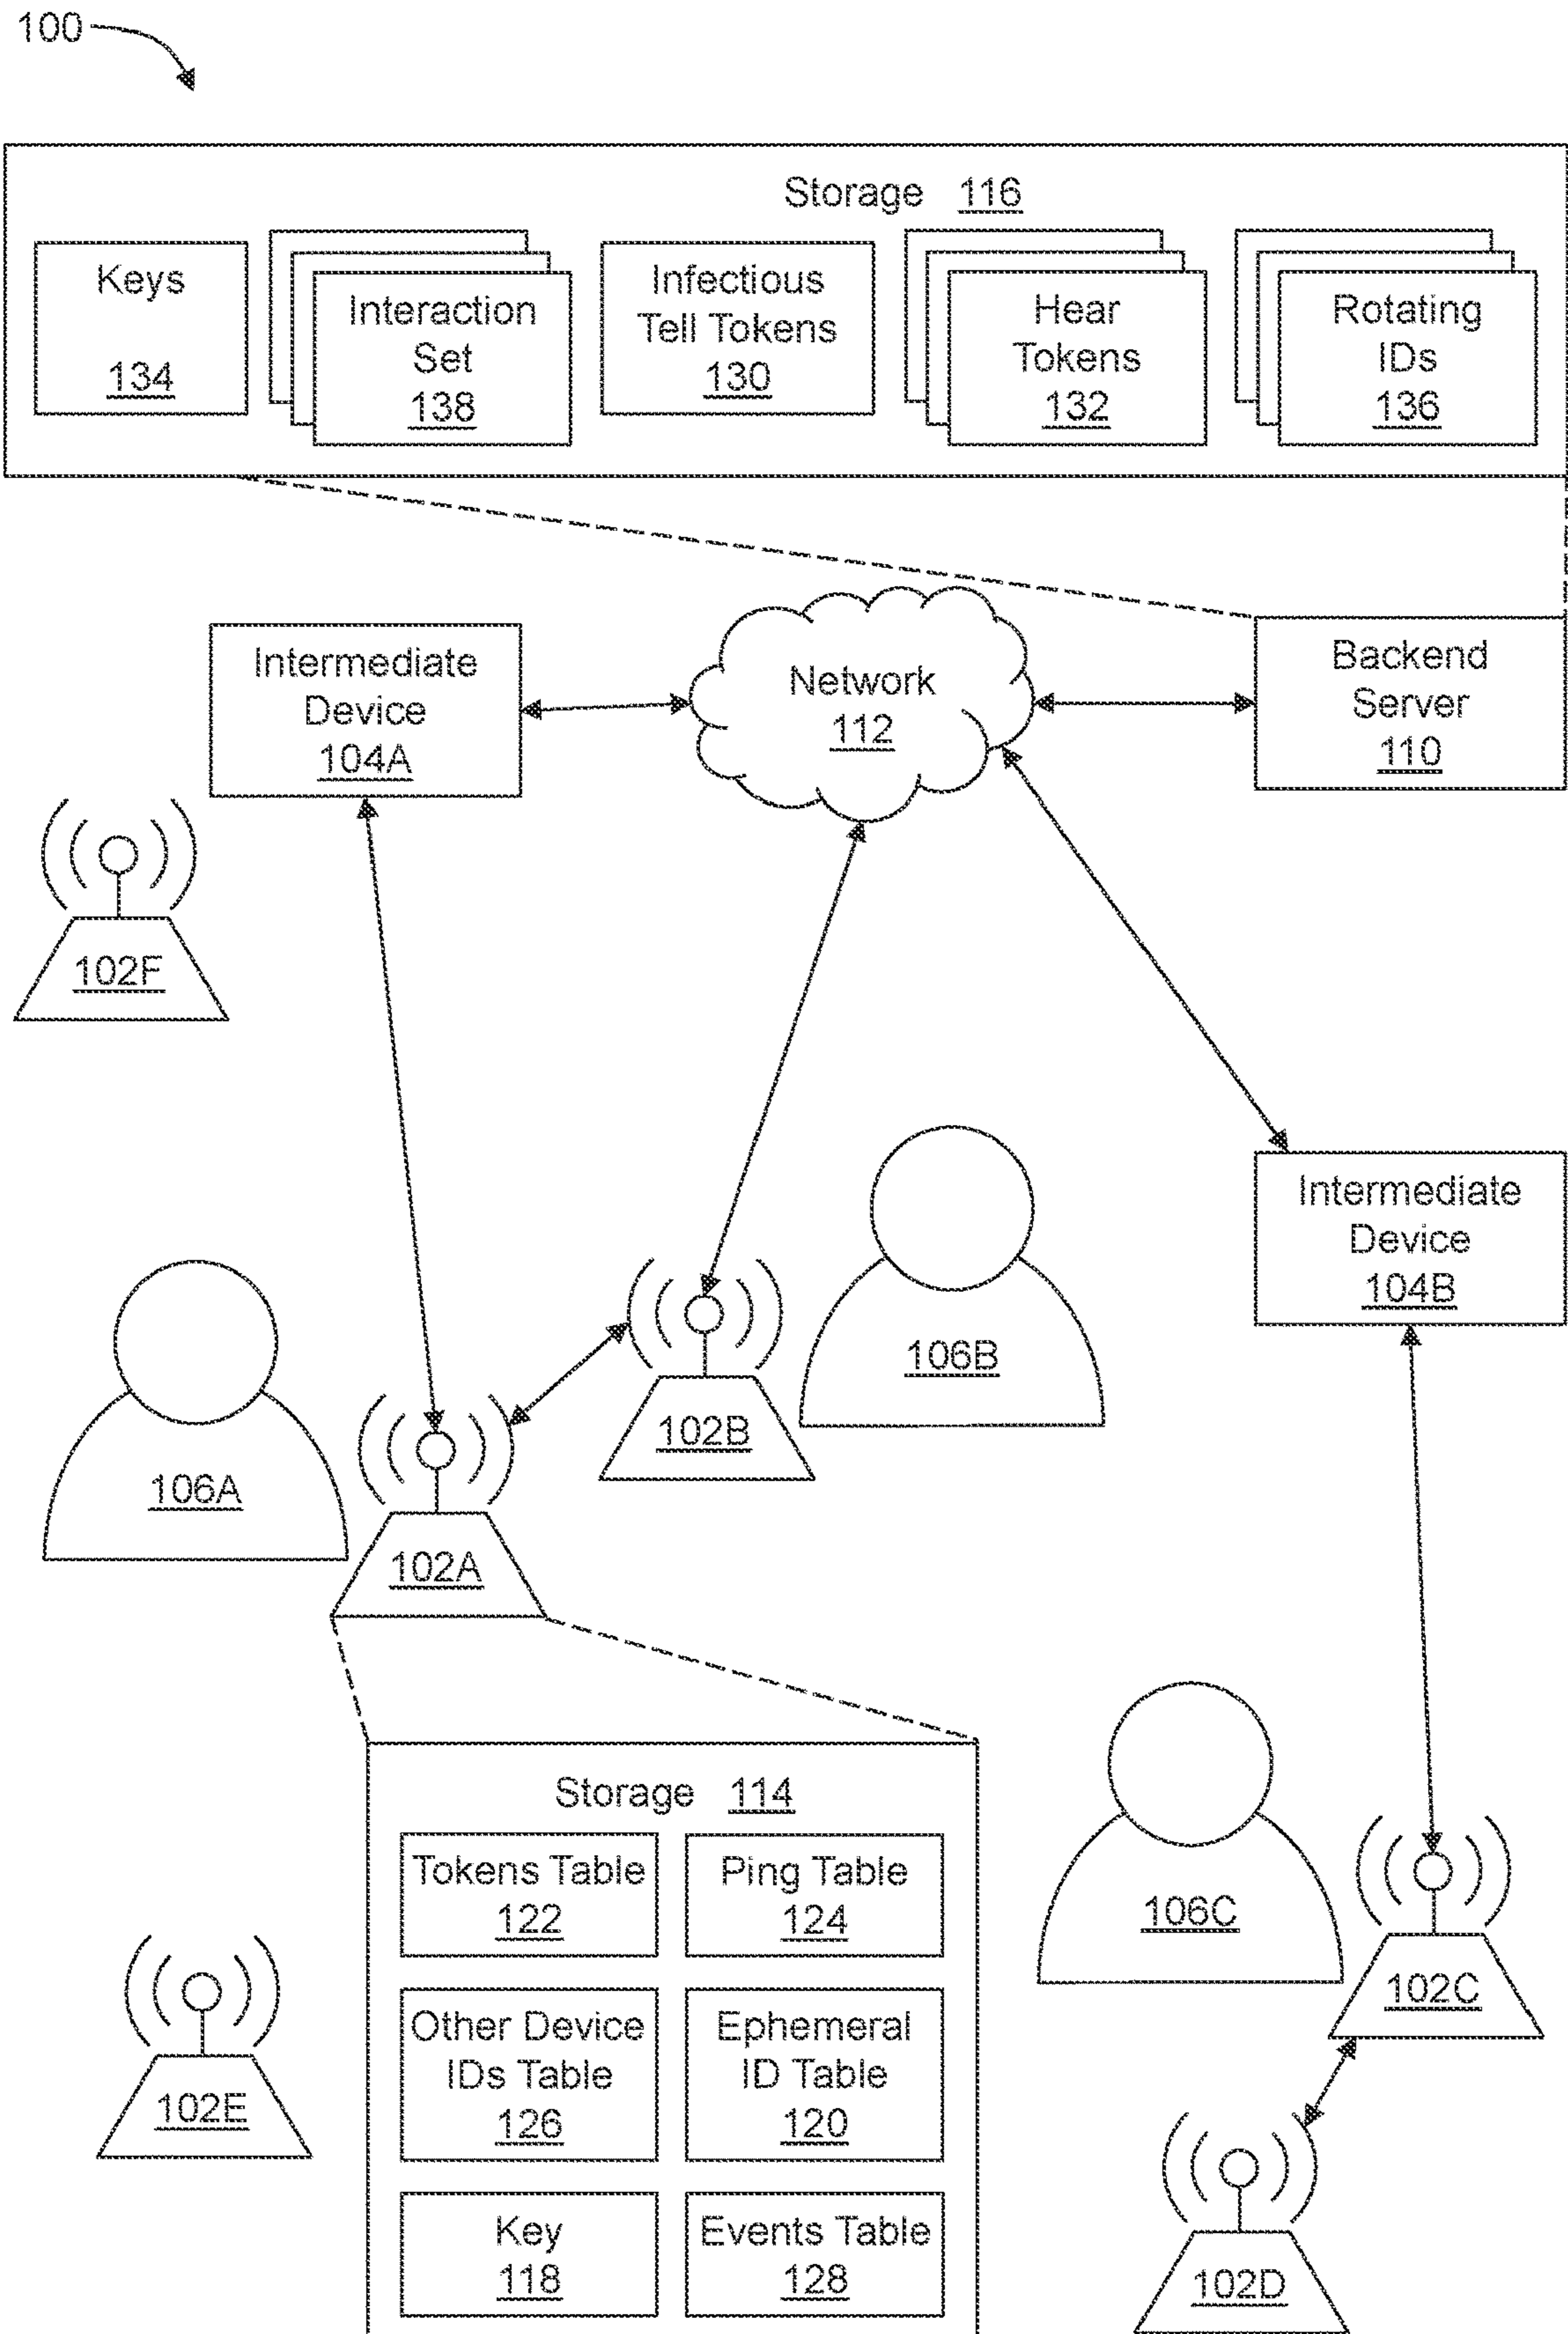 100
Storage 116
Keys
134
Interaction
Set
138
Infectious
Tell Tokens
130
Hear
Tokens
132
Rotating
IDs
136
Intermediate
Device
104A
Network
112
Backend
Server
110
102F
Intermediate
Device
104B
106B
102B
106A
102A
Storage 114
Tokens Table
122
Ping Table
124
Other Device
IDs Table
126
Ephemeral
ID Table
120
Key
118
Events Table
128
106C
102C
102E
102D